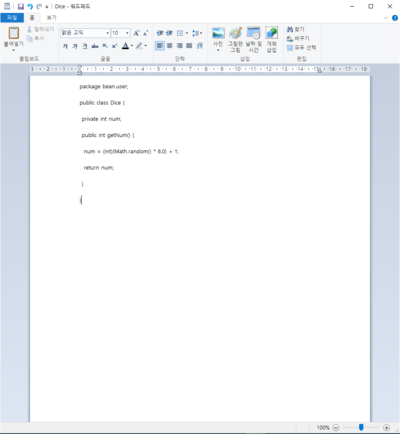 Dice - 워드패드
파일 홈 보기
붙여넣기
잘라내기
복사
클립보드
맑은 고딕 10
글꼴
단락
사진
그림판 그림
날짜 및 시간
개체 삽입
삽입
찾기
바꾸기
모두 선택
편집
package bean.user;
public class Dice {
private int num;
public int getNum() {
num = (int)(Math.random() * 6.0) + 1;
return num;
}
}
100%